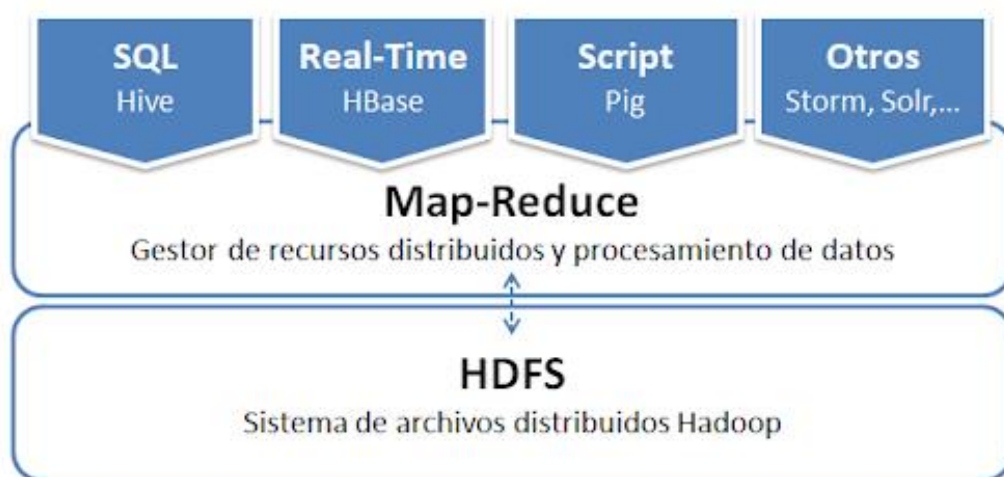 SQL
Hive
Real-Time
HBase
Script
Pig
Otros
Storm, Solr,...
Map-Reduce
Gestor de recursos distribuidos y procesamiento de datos
HDFS
Sistema de archivos distribuidos Hadoop